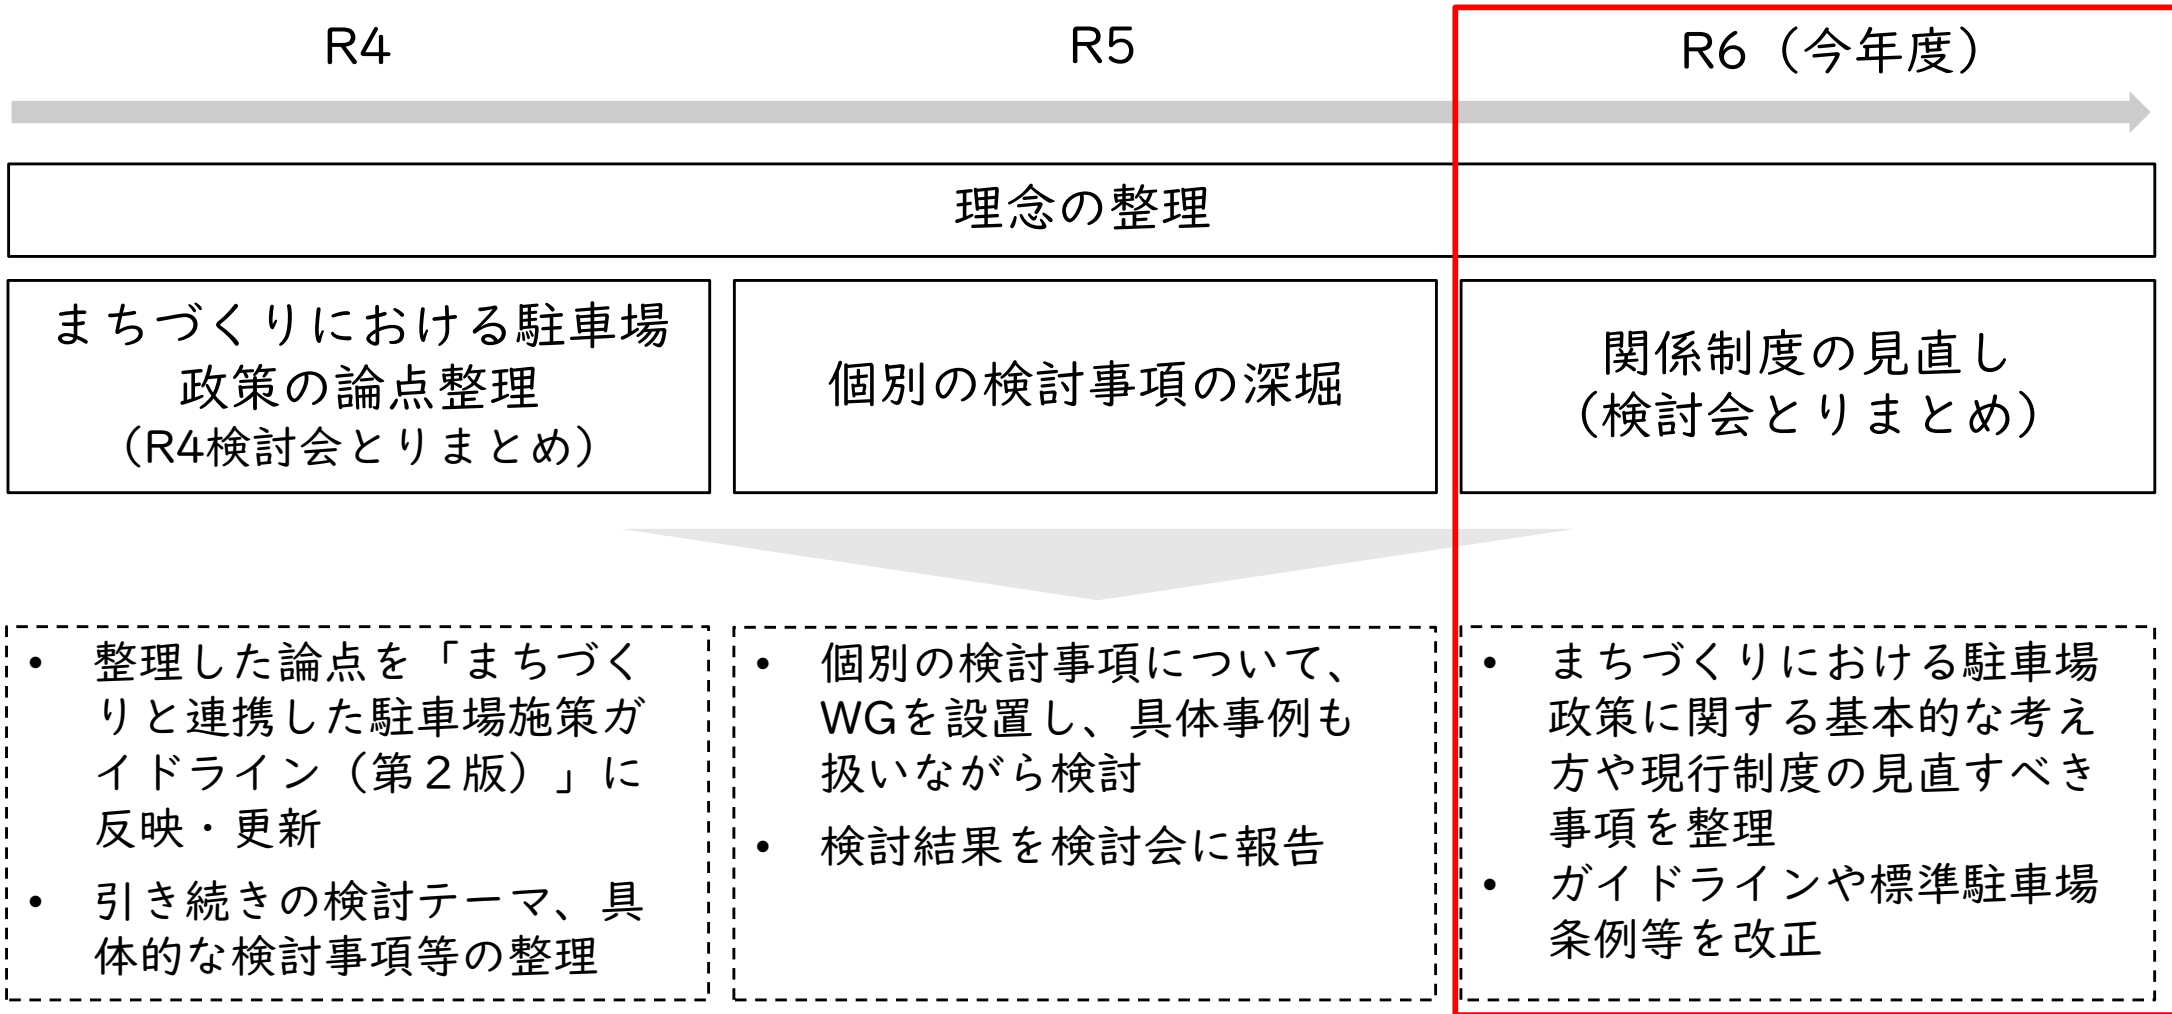 R4
R5
R6（今年度）
理念の整理
まちづくりにおける駐車場
政策の論点整理
（R4検討会とりまとめ）
個別の検討事項の深堀
関係制度の見直し
（検討会とりまとめ）
• 整理した論点を「まちづく
りと連携した駐車場施策ガ
イドライン（第２版）」に
反映・更新
• 引き続きの検討テーマ、具
体的な検討事項等の整理
• 個別の検討事項について、
WGを設置し、具体事例も
扱いながら検討
• 検討結果を検討会に報告
• まちづくりにおける駐車場
政策に関する基本的な考え
方や現行制度の見直すべき
事項を整理
• ガイドラインや標準駐車場
条例等を改正